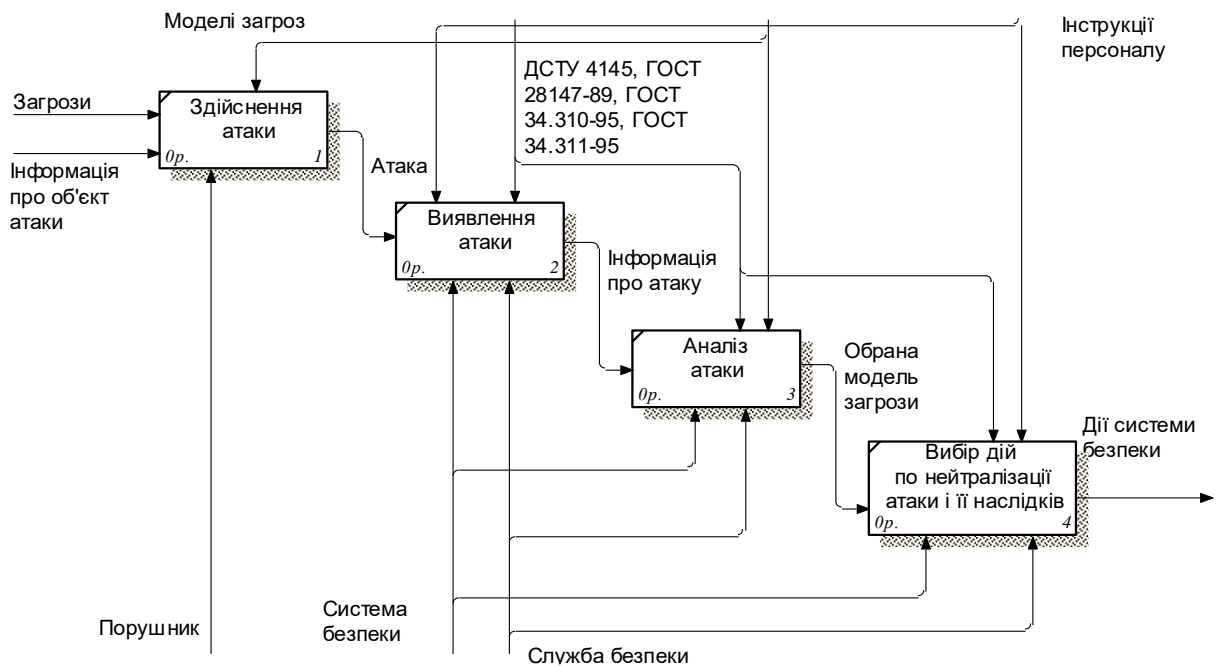 Моделі загроз
Інструкції
персоналу
ДСТУ 4145, ГОСТ
28147-89, ГОСТ
34.310-95, ГОСТ
34.311-95
Загрози
Здійснення
атаки
0р.
1
Інформація
про об'єкт
атаки
Атака
Виявлення
атаки
0р.
2
Інформація
про атаку
Аналіз
атаки
0р.
3
Обрана
модель
загрози
Дії системи
безпеки
Вибір дій
по нейтралізації
атаки і її наслідків
0р.
4
Порушник
Система
безпеки
Служба безпеки